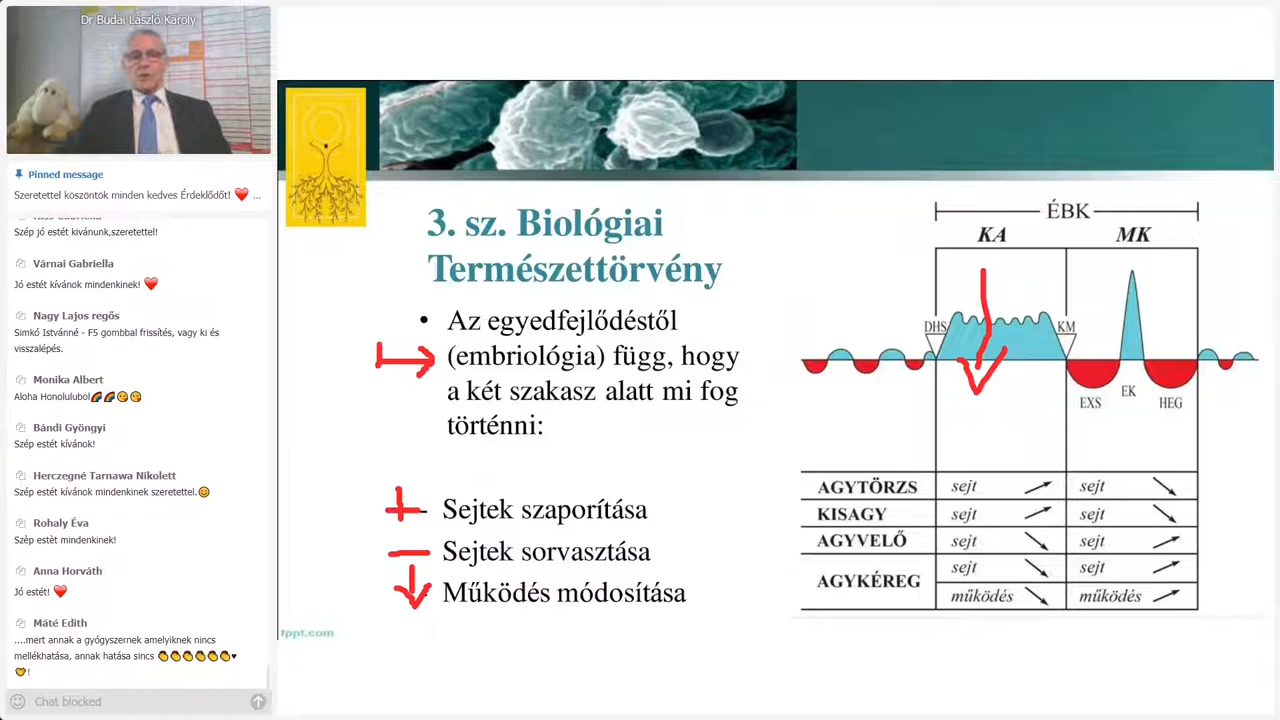 Dr Budai László Károly
Pinned message
Szeretettel köszöntök minden kedves Érdeklődőt! ❤️ ...
Szép jó estét kivánunk,szeretettel!
Várnai Gabriella
Jó estét kívánok mindenkinek! ❤️
Nagy Lajos regős
Simkó Istvánné - F5 gombbal frissítés, vagy ki és
visszalépés.
Monika Albert
Aloha Honolulubol🌈🌈😘😘
Bándi Gyöngyi
Szép estét kívánok!
Herczegné Tarnawa Nikolett
Szép estét kívánok mindenkinek szeretettel.😊
Rohaly Éva
Szèp estèt mindenkinek!
Anna Horváth
Jó estét! ❤️
Máté Edith
....mert annak a gyógyszernek amelyiknek nincs
mellékhatása, annak hatása sincs 👏👏👏👏👏👏♥
!
Chat blocked
3. sz. Biológiai
Természettörvény
• Az egyedfejlődéstől
(embriológia) függ, hogy
a két szakasz alatt mi fog
történni:
- Sejtek szaporítása
- Sejtek sorvasztása
- Működés módosítása
fppt.com
ÉBK
KA MK
DHS KM
EXS EK HEG
AGYTÖRZS sejt ↗ sejt ↘
KISAGY sejt ↗ sejt ↘
AGYVELŐ sejt ↘ sejt ↗
AGYKÉREG sejt ↘ sejt ↗
működés ↘ működés ↗